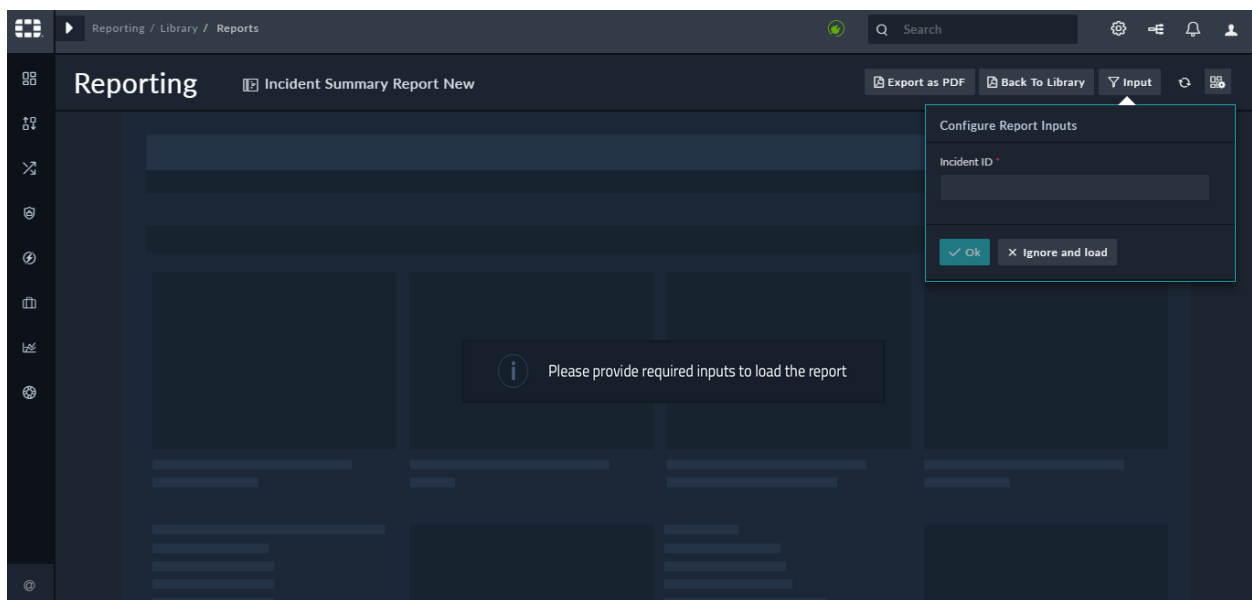 Reporting / Library / Reports
Search
Reporting
Incident Summary Report New
Export as PDF
Back To Library
Input
Configure Report Inputs
Incident ID *
Ok
Ignore and load
Please provide required inputs to load the report
@